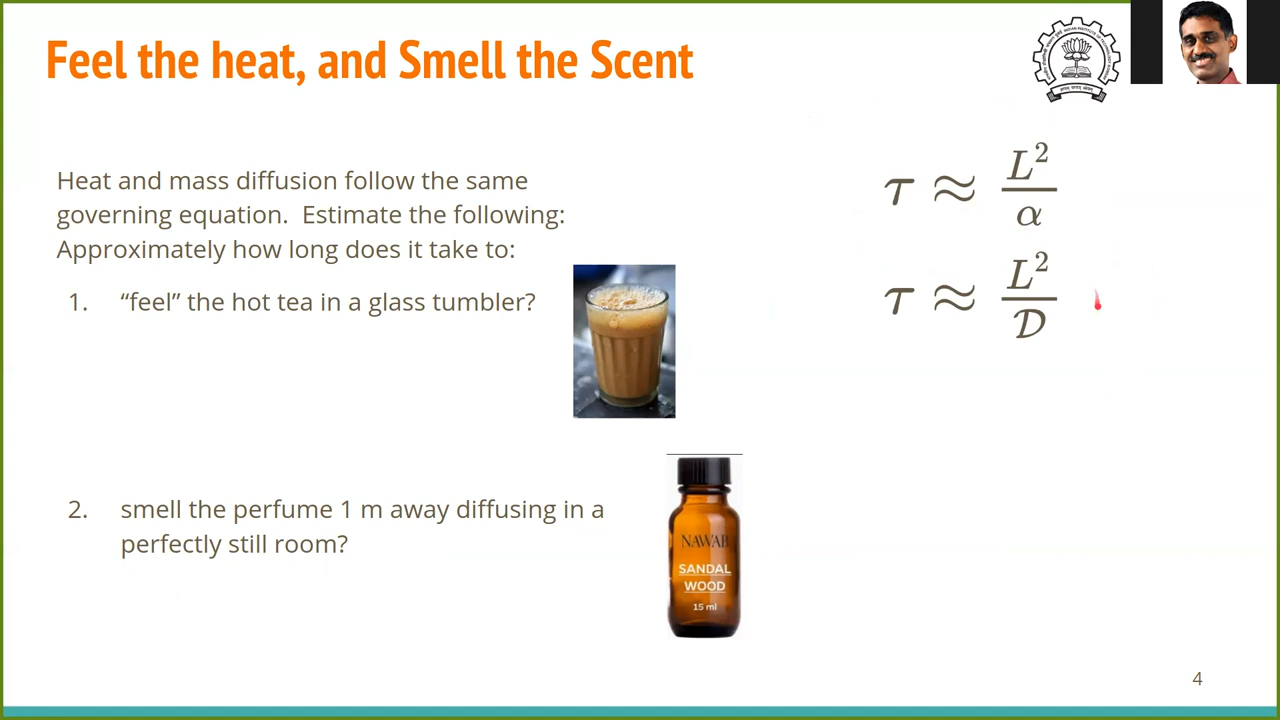 Feel the heat, and Smell the Scent
Heat and mass diffusion follow the same
governing equation. Estimate the following:
Approximately how long does it take to:
1. “feel” the hot tea in a glass tumbler?
2. smell the perfume 1 m away diffusing in a
perfectly still room?
τ ≈ L²/α
τ ≈ L²/𝒟
NAWAB
SANDAL
WOOD
15 ml
4